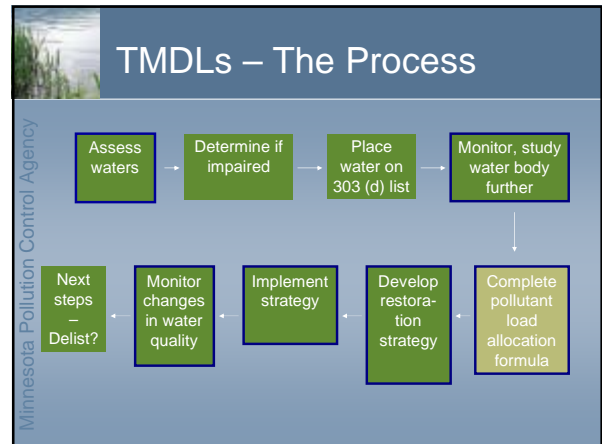 TMDLs – The Process
Minnesota Pollution Control Agency
Assess
waters
Determine if
impaired
Place
water on
303 (d) list
Monitor, study
water body
further
Complete
pollutant
load
allocation
formula
Develop
restora-
tion
strategy
Implement
strategy
Monitor
changes
in water
quality
Next
steps
–
Delist?